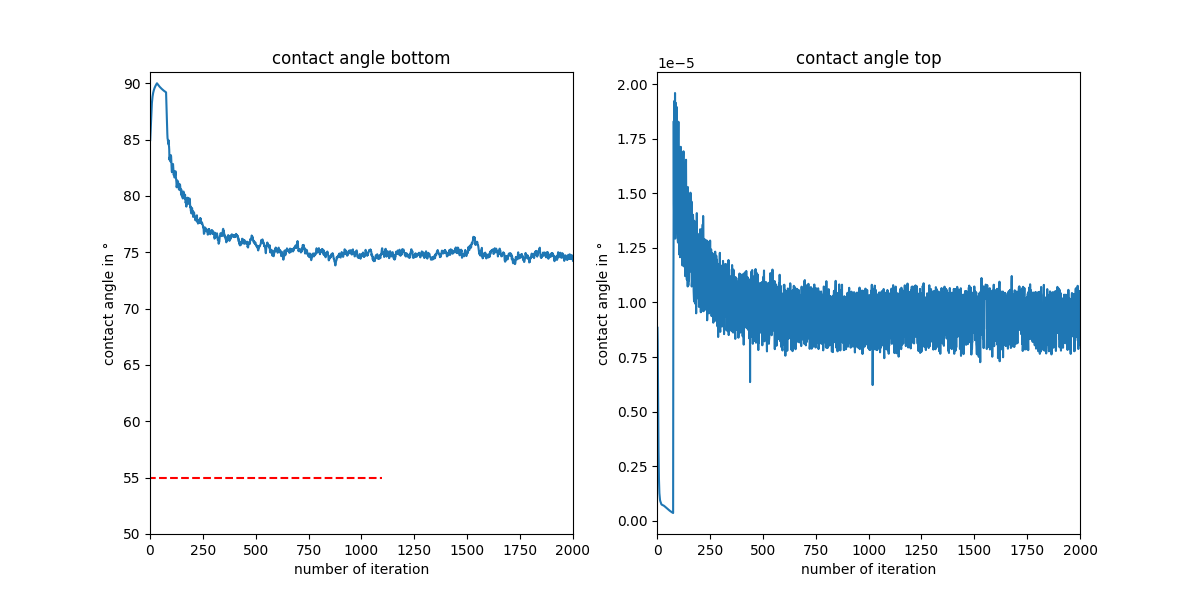 contact angle bottom
90
85
80
75
70
65
60
55
50
contact angle in °
0 250 500 750 1000 1250 1500 1750 2000
number of iteration
contact angle top
1e−5
2.00
1.75
1.50
1.25
1.00
0.75
0.50
0.25
0.00
contact angle in °
0 250 500 750 1000 1250 1500 1750 2000
number of iteration